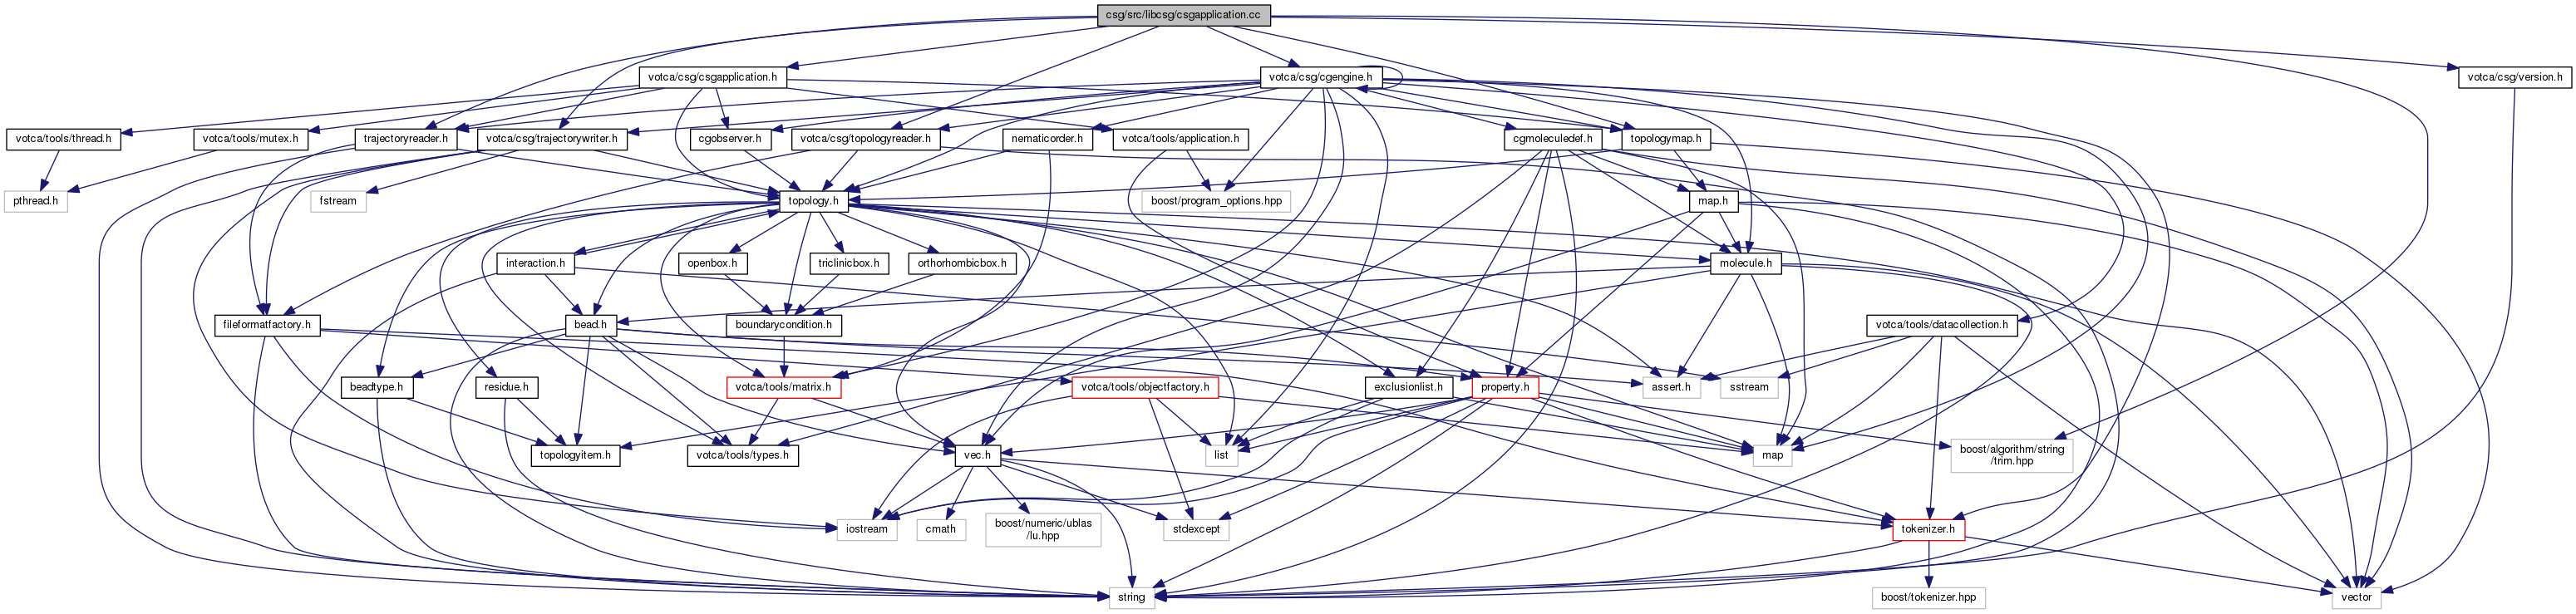 csg/src/libcsg/csgapplication.cc
votca/csg/csgapplication.h
votca/csg/cgengine.h
votca/csg/version.h
votca/tools/thread.h
votca/tools/mutex.h
trajectoryreader.h
votca/csg/trajectorywriter.h
cgobserver.h
votca/csg/topologyreader.h
nematicorder.h
votca/tools/application.h
cgmoleculedef.h
topologymap.h
pthread.h
fstream
topology.h
boost/program_options.hpp
map.h
interaction.h
openbox.h
triclinicbox.h
orthorhombicbox.h
molecule.h
fileformatfactory.h
bead.h
boundarycondition.h
votca/tools/datacollection.h
beadtype.h
residue.h
votca/tools/matrix.h
votca/tools/objectfactory.h
exclusionlist.h
property.h
assert.h
sstream
topologyitem.h
votca/tools/types.h
vec.h
list
map
boost/algorithm/string
/trim.hpp
iostream
cmath
boost/numeric/ublas
/lu.hpp
stdexcept
tokenizer.h
string
boost/tokenizer.hpp
vector